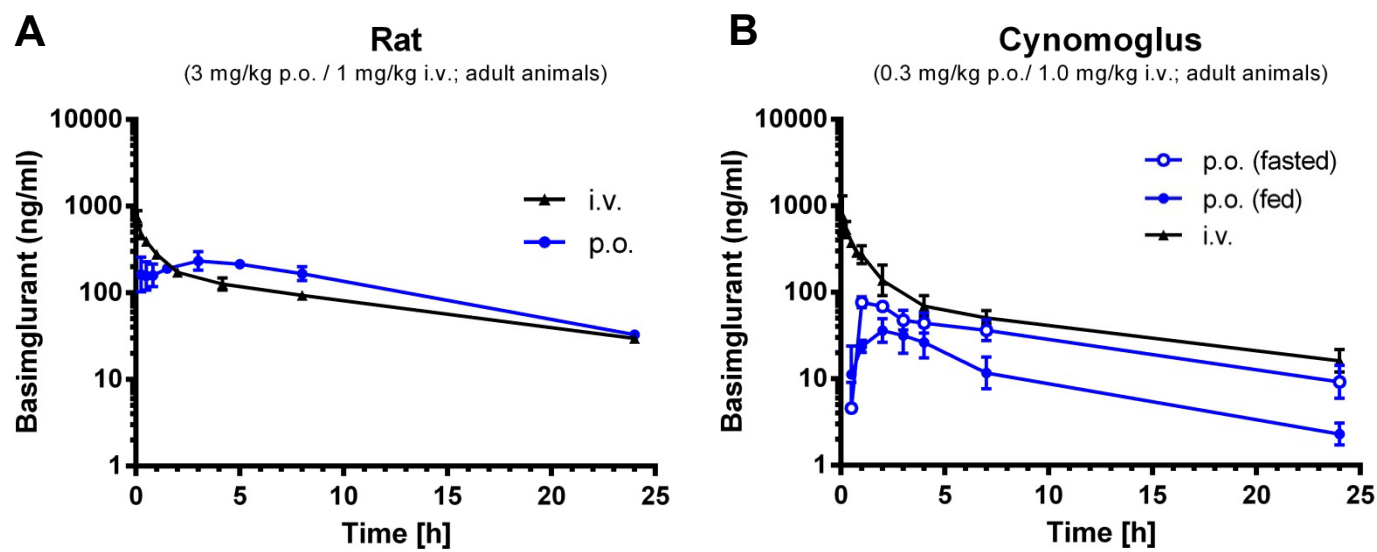 A
Rat
(3 mg/kg p.o. / 1 mg/kg i.v.; adult animals)
Basimglurant (ng/ml)
10000
1000
100
10
1
i.v.
p.o.
0
5
10
15
20
25
Time [h]
B
Cynomoglus
(0.3 mg/kg p.o./ 1.0 mg/kg i.v.; adult animals)
Basimglurant (ng/ml)
10000
1000
100
10
1
p.o. (fasted)
p.o. (fed)
i.v.
0
5
10
15
20
25
Time [h]